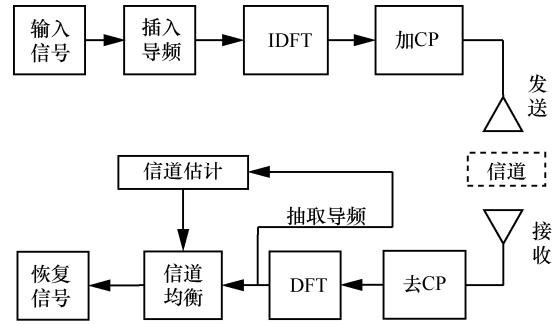 输入
信号
插入
导频
IDFT
加CP
发
送
信道估计
信道
抽取导频
接
收
恢复
信号
信道
均衡
DFT
去CP